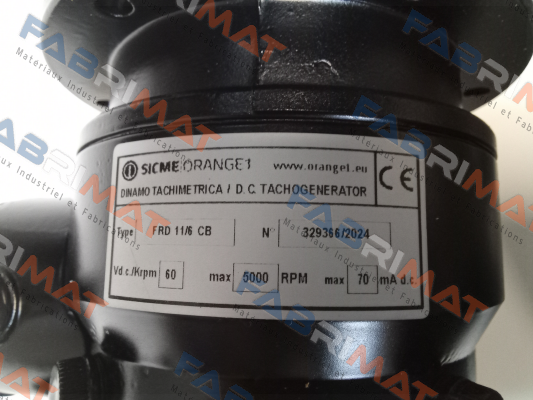 SICME ORANGE1 www.orange1.eu
DINAMO TACHIMETRICA / D.C. TACHOGENERATOR
CE
Type FRD 11/6 CB N° 329366/2024
Vd.c./Krpm 60 max 5000 RPM max 70 mA d.c.
FABRIMAT
Materiaux Industriel et Fabrications